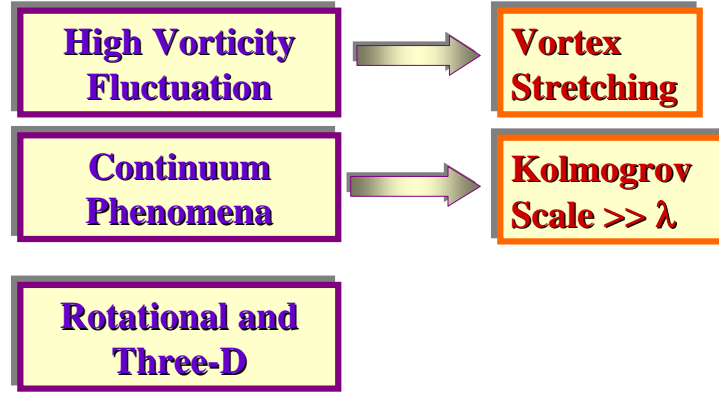 High Vorticity
Fluctuation
Vortex
Stretching
Continuum
Phenomena
Kolmogrov
Scale >> λ
Rotational and
Three-D